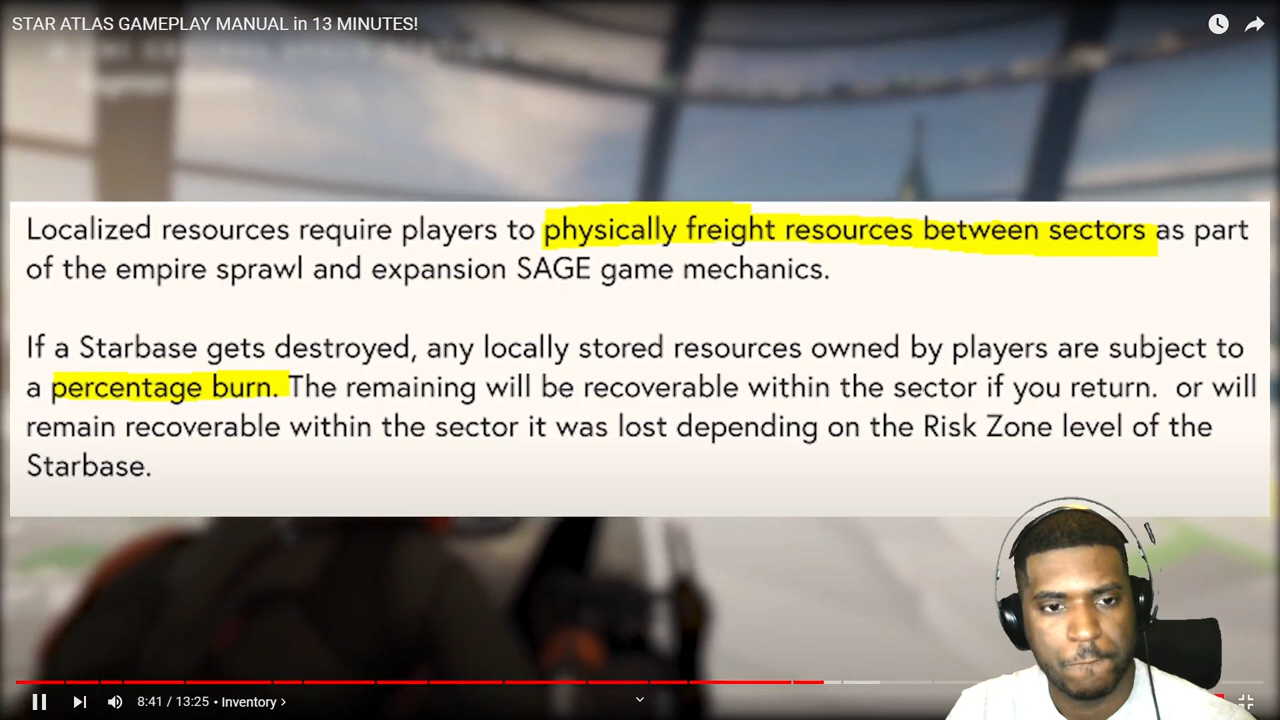 STAR ATLAS GAMEPLAY MANUAL in 13 MINUTES!
Localized resources require players to physically freight resources between sectors as part
of the empire sprawl and expansion SAGE game mechanics.
If a Starbase gets destroyed, any locally stored resources owned by players are subject to
a percentage burn. The remaining will be recoverable within the sector if you return. or will
remain recoverable within the sector it was lost depending on the Risk Zone level of the
Starbase.
8:41 / 13:25 • Inventory >